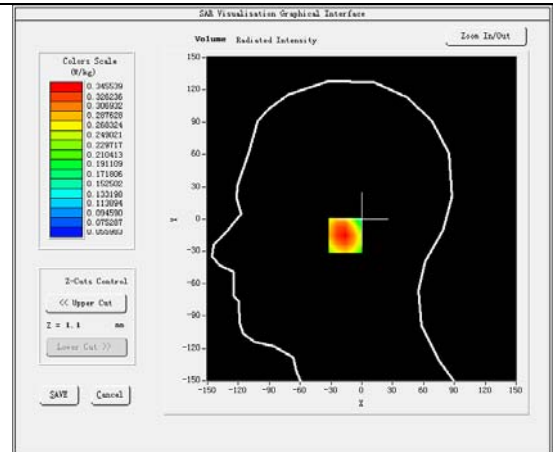 SAR Visualisation Graphical Interface
Volume Radiated Intensity
Zoom In/Out
Colors Scale
(W/kg)
0.345539
0.326236
0.306932
0.287628
0.268324
0.249021
0.229717
0.210413
0.191109
0.171806
0.152502
0.133198
0.113894
0.094590
0.075287
0.055983
Z-Cuts Control
<< Upper Cut
Z = 1.1 mm
Lower Cut >>
SAVE Cancel
150
120
90
60
30
0
-30
-60
-90
-120
-150
Y
-150 -120 -90 -60 -30 0 30 60 90 120 150
X